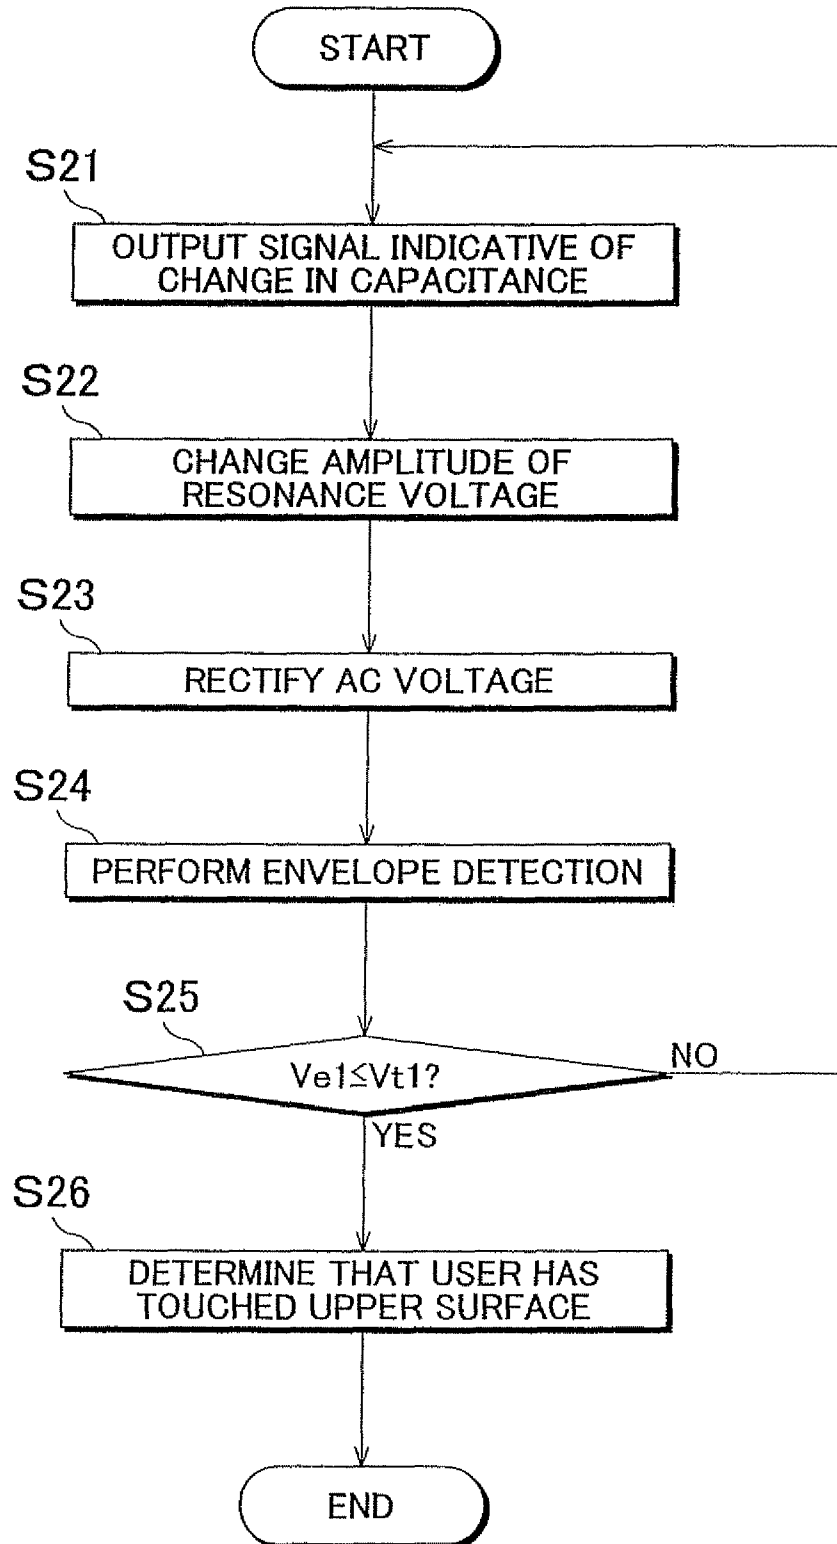 START
S21
OUTPUT SIGNAL INDICATIVE OF
CHANGE IN CAPACITANCE
S22
CHANGE AMPLITUDE OF
RESONANCE VOLTAGE
S23
RECTIFY AC VOLTAGE
S24
PERFORM ENVELOPE DETECTION
S25
Ve1≦Vt1?
NO
YES
S26
DETERMINE THAT USER HAS
TOUCHED UPPER SURFACE
END